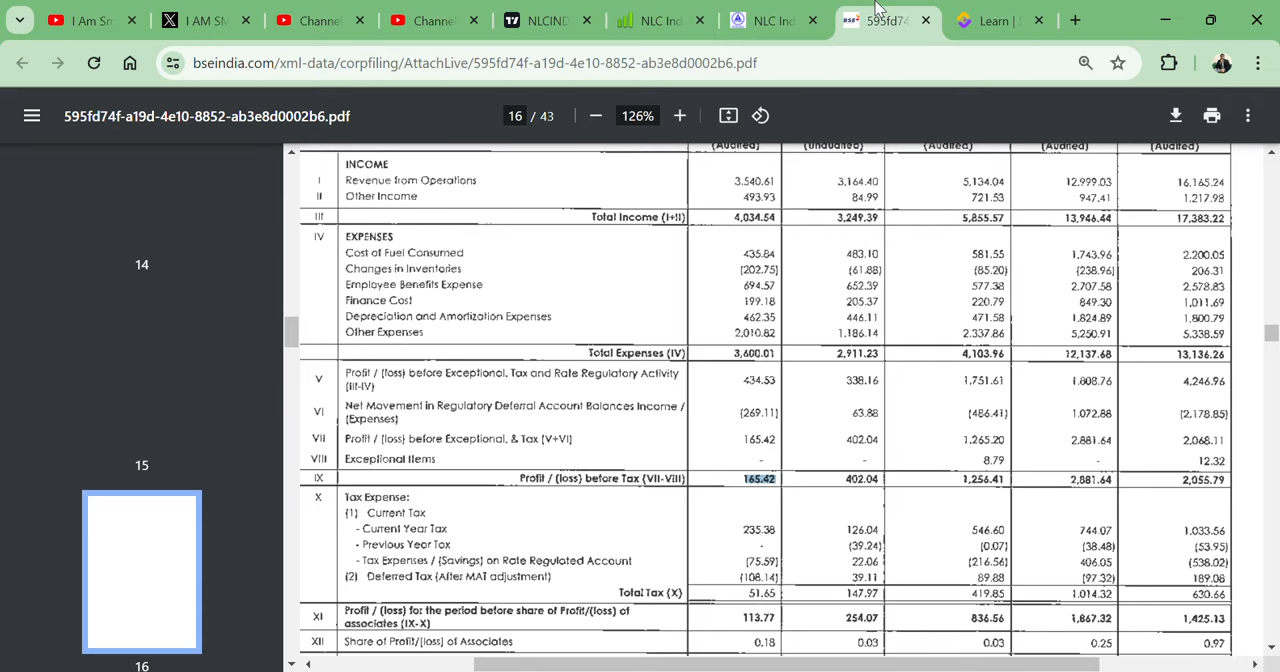 I Am Sm
I AM SM
Channel
Channel
NLCIND
NLC Ind
NLC Ind
595fd74
Learn |
bseindia.com/xml-data/corpfiling/AttachLive/595fd74f-a19d-4e10-8852-ab3e8d0002b6.pdf
595fd74f-a19d-4e10-8852-ab3e8d0002b6.pdf
16 / 43
126%
(Audited) (Unaudited) (Audited) (Audited) (Audited)
INCOME
I Revenue from Operations 3,540.61 3,164.40 5,134.04 12,999.03 16,165.24
II Other Income 493.93 84.99 721.53 947.41 1,217.98
III Total Income (I+II) 4,034.54 3,249.39 5,855.57 13,946.44 17,383.22
IV EXPENSES
Cost of Fuel Consumed 435.84 483.10 581.55 1,743.96 2,200.05
Changes in Inventories (202.75) (61.88) (85.20) (238.96) 206.31
Employee Benefits Expense 694.57 652.39 577.38 2,707.58 2,578.83
Finance Cost 199.18 205.37 220.79 849.30 1,011.69
Depreciation and Amortization Expenses 462.35 446.11 471.58 1,824.89 1,800.79
Other Expenses 2,010.82 1,186.14 2,337.86 5,250.91 5,338.59
Total Expenses (IV) 3,600.01 2,911.23 4,103.96 12,137.68 13,136.26
V Profit / (loss) before Exceptional, Tax and Rate Regulatory Activity
(III-IV) 434.53 338.16 1,751.61 1,808.76 4,246.96
VI Net Movement in Regulatory Deferral Account Balances Income /
(Expenses) (269.11) 63.88 (486.41) 1,072.88 (2,178.85)
VII Profit / (loss) before Exceptional, & Tax (V+VI) 165.42 402.04 1,265.20 2,881.64 2,068.11
VIII Exceptional Items - - 8.79 - 12.32
IX Profit / (loss) before Tax (VII-VIII) 165.42 402.04 1,256.41 2,881.64 2,055.79
X Tax Expense:
(1) Current Tax
- Current Year Tax 235.38 126.04 546.60 744.07 1,033.56
- Previous Year Tax - (39.24) (0.07) (38.48) (53.95)
- Tax Expenses / (Savings) on Rate Regulated Account (75.59) 22.06 (216.56) 406.05 (538.02)
(2) Deferred Tax (After MAT adjustment) (108.14) 39.11 89.88 (97.32) 189.08
Total Tax (X) 51.65 147.97 419.85 1,014.32 630.66
XI Profit / (loss) for the period before share of Profit/(loss) of
associates (IX-X) 113.77 254.07 836.56 1,867.32 1,425.13
XII Share of Profit/(loss) of Associates 0.18 0.03 0.03 0.25 0.97
14
15
16